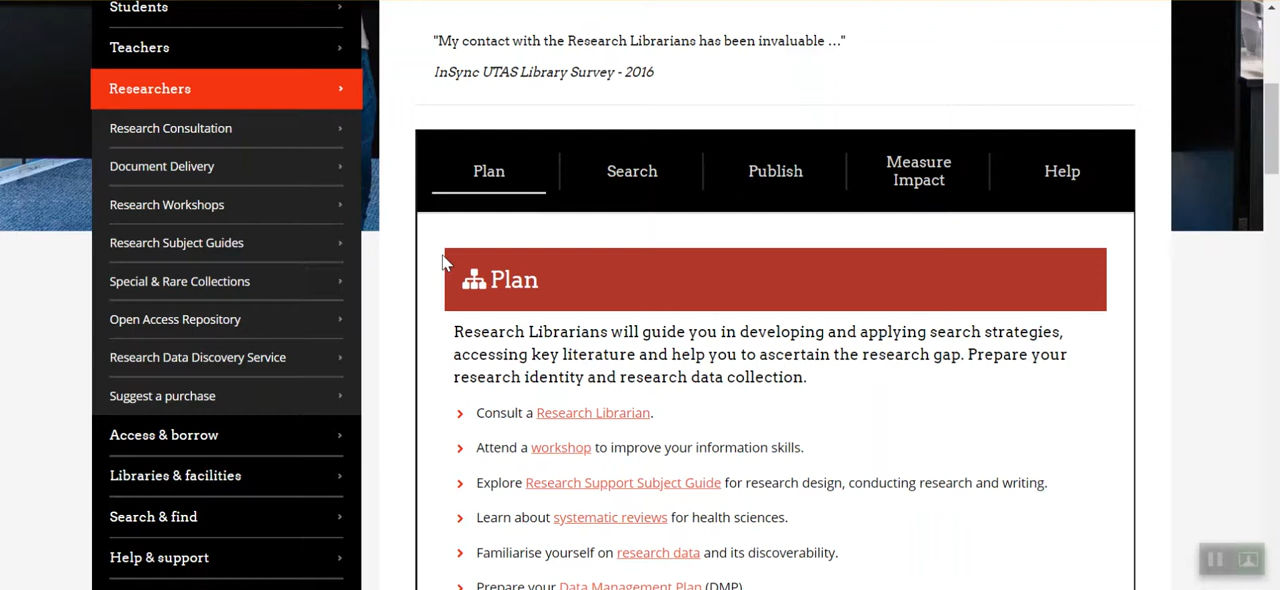 Students
Teachers
Researchers
Research Consultation
Document Delivery
Research Workshops
Research Subject Guides
Special & Rare Collections
Open Access Repository
Research Data Discovery Service
Suggest a purchase
Access & borrow
Libraries & facilities
Search & find
Help & support
"My contact with the Research Librarians has been invaluable ..."
InSync UTAS Library Survey - 2016
Plan
Search
Publish
Measure
Impact
Help
Plan
Research Librarians will guide you in developing and applying search strategies,
accessing key literature and help you to ascertain the research gap. Prepare your
research identity and research data collection.
Consult a Research Librarian.
Attend a workshop to improve your information skills.
Explore Research Support Subject Guide for research design, conducting research and writing.
Learn about systematic reviews for health sciences.
Familiarise yourself on research data and its discoverability.
Prepare your Data Management Plan (DMP)